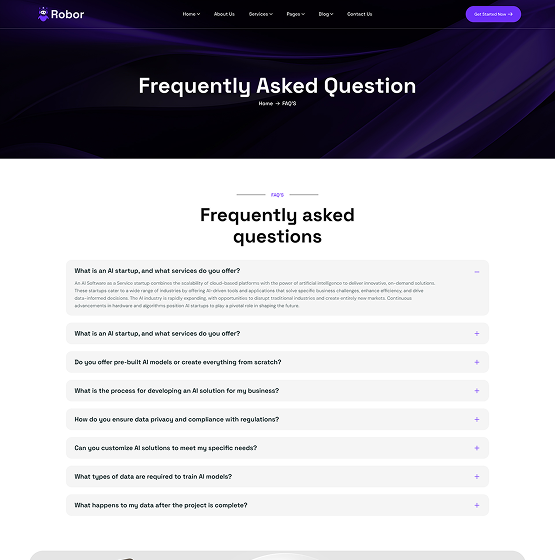 Robor
Home About Us Services Pages Blog Contact Us
Get Started Now →
Frequently Asked Question
Home → FAQ'S
FAQ'S
Frequently asked
questions
What is an AI startup, and what services do you offer?
An AI Software as a Service startup combines the scalability of cloud-based platforms with the power of artificial intelligence to deliver innovative, on-demand solutions.
These startups cater to a wide range of industries by offering AI-driven tools and applications that solve specific business challenges, enhance efficiency, and drive
data-informed decisions. The AI industry is rapidly expanding, with opportunities to disrupt traditional industries and create entirely new markets. Continuous
advancements in hardware and algorithms position AI startups to play a pivotal role in shaping the future.
What is an AI startup, and what services do you offer?
Do you offer pre-built AI models or create everything from scratch?
What is the process for developing an AI solution for my business?
How do you ensure data privacy and compliance with regulations?
Can you customize AI solutions to meet my specific needs?
What types of data are required to train AI models?
What happens to my data after the project is complete?